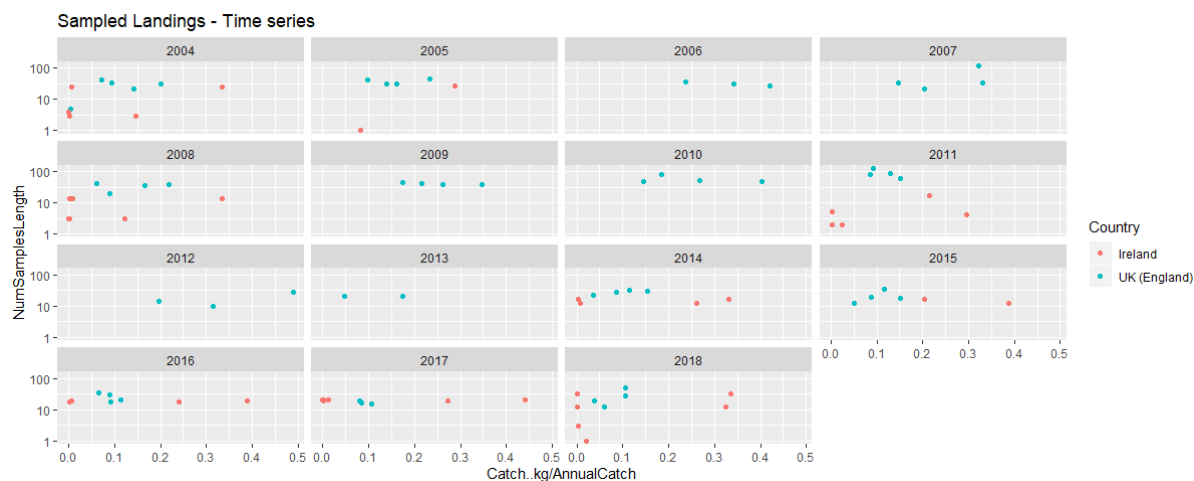 Sampled Landings - Time series
2004 2005 2006 2007
100
10
1
2008 2009 2010 2011
100
10
1
2012 2013 2014 2015
100
10
1
0.0 0.1 0.2 0.3 0.4 0.5
2016 2017 2018
100
10
1
0.0 0.1 0.2 0.3 0.4 0.5 0.0 0.1 0.2 0.3 0.4 0.5 0.0 0.1 0.2 0.3 0.4 0.5
NumSamplesLength
Catch..kg/AnnualCatch
Country
Ireland
UK (England)